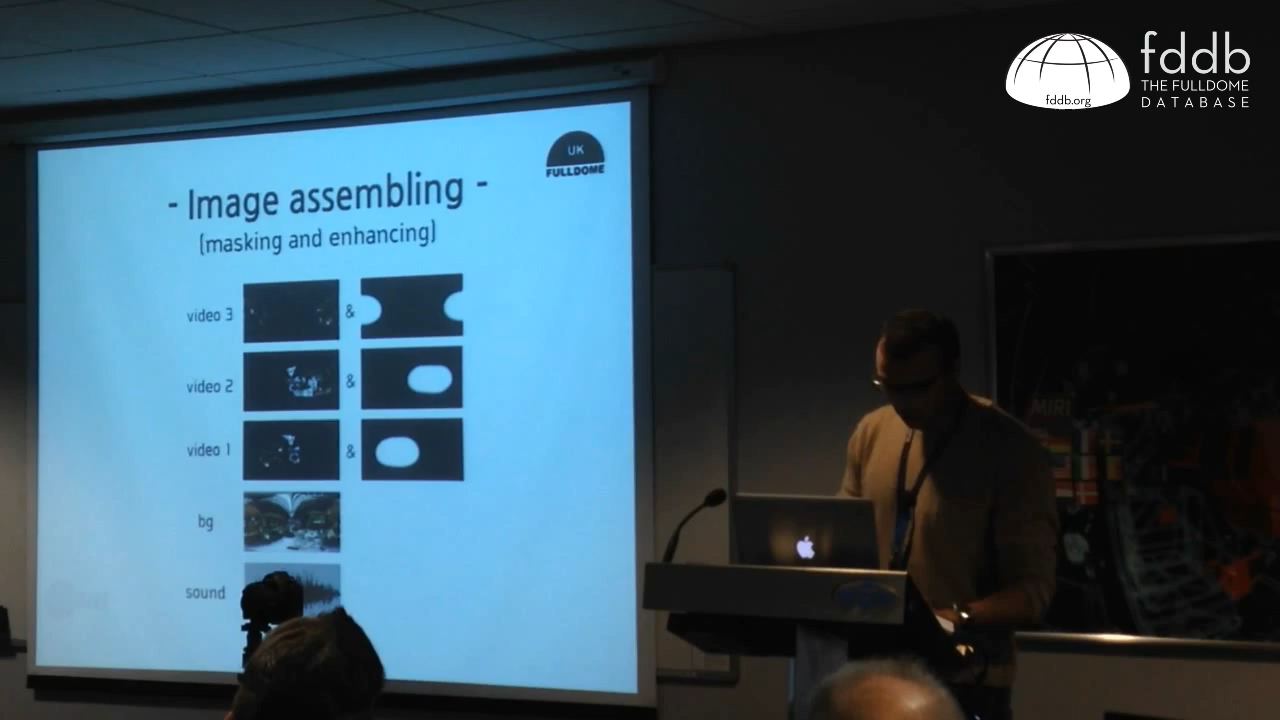 fddb
THE FULLDOME
DATABASE
fddb.org
UK
FULLDOME
- Image assembling -
(masking and enhancing)
video 3 &
video 2 &
video 1 &
bg
sound
MIRI